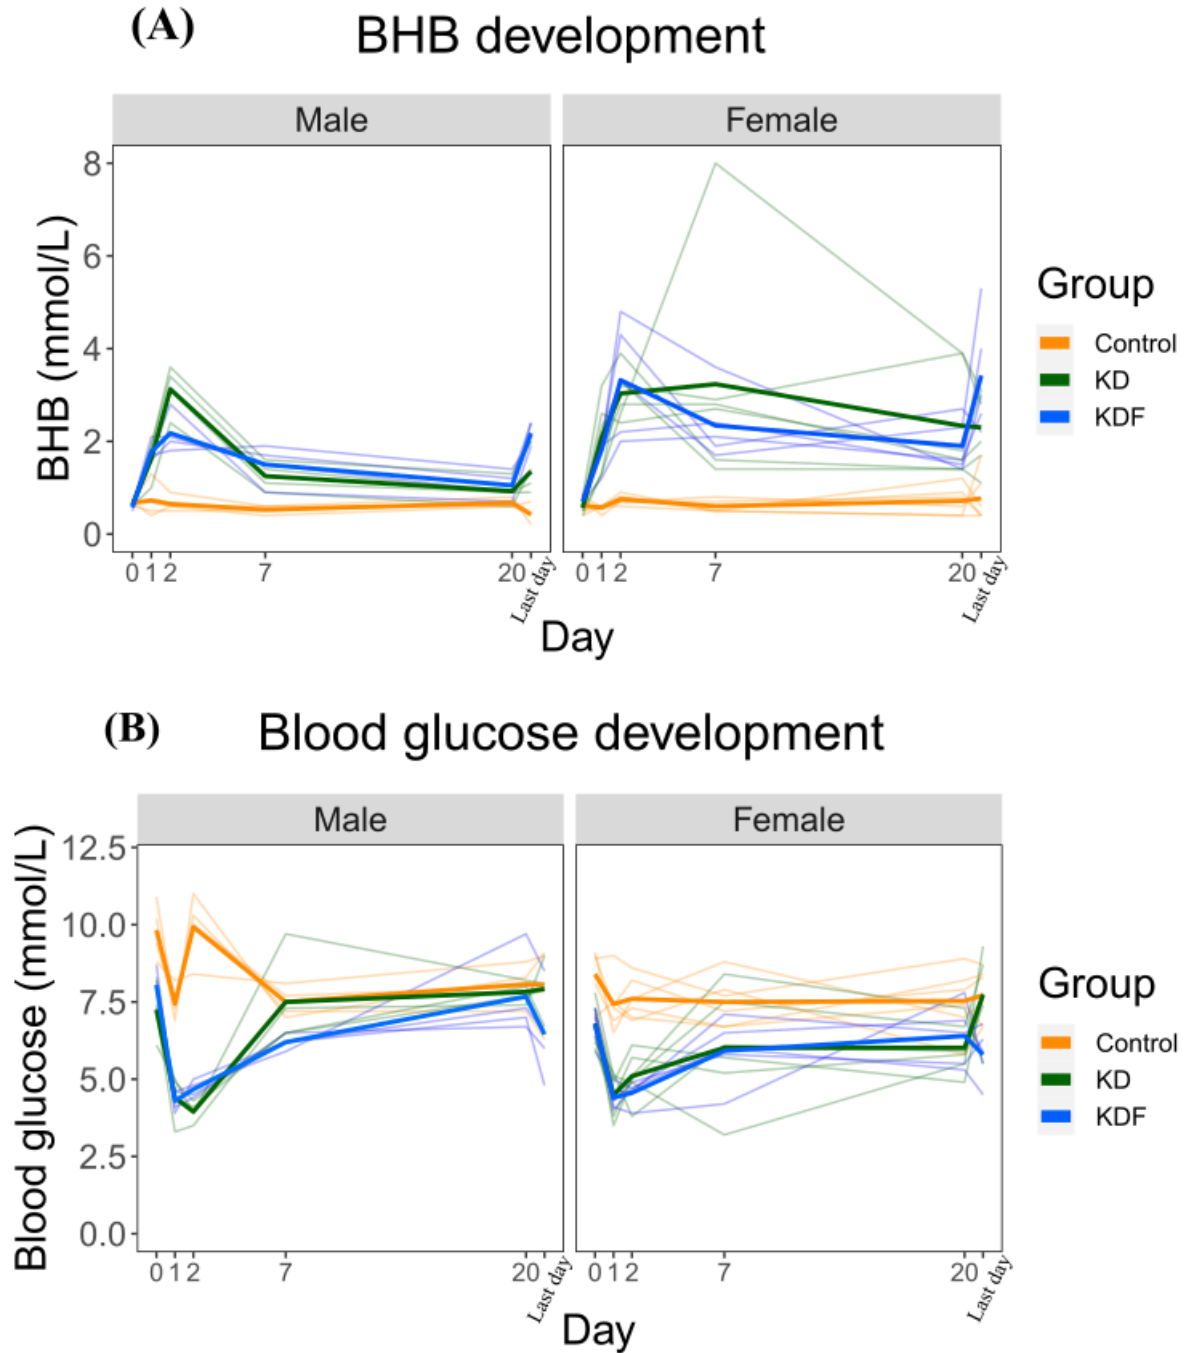 (A) BHB development
Male Female
8
6
4
2
0
BHB (mmol/L)
0 1 2 7 20 Last day
0 1 2 7 20 Last day
Day
Group
Control
KD
KDF
(B) Blood glucose development
Male Female
12.5
10.0
7.5
5.0
2.5
0.0
Blood glucose (mmol/L)
0 1 2 7 20 Last day
0 1 2 7 20 Last day
Day
Group
Control
KD
KDF